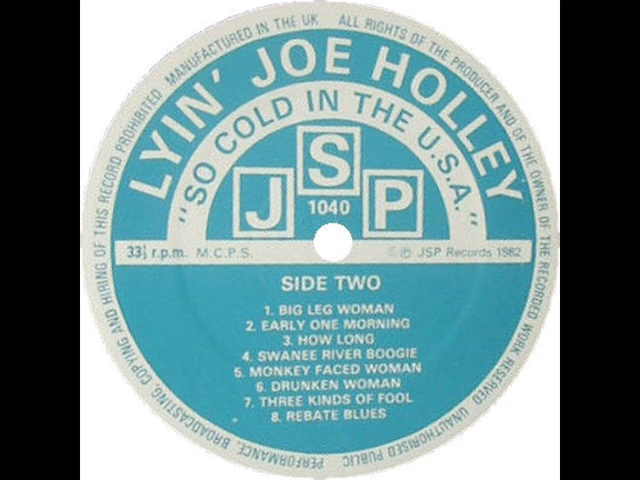 MANUFACTURED IN THE UK ALL RIGHTS OF THE PRODUCER AND OF THE OWNER OF THE RECORDED WORK RESERVED UNAUTHORISED PUBLIC PERFORMANCE, BROADCASTING, COPYING AND HIRING OF THIS RECORD PROHIBITED
LYIN' JOE HOLLEY
"SO COLD IN THE U.S.A."
JSP
1040
33⅓ r.p.m. M.C.P.S. © ℗ JSP Records 1982
SIDE TWO
1. BIG LEG WOMAN
2. EARLY ONE MORNING
3. HOW LONG
4. SWANEE RIVER BOOGIE
5. MONKEY FACED WOMAN
6. DRUNKEN WOMAN
7. THREE KINDS OF FOOL
8. REBATE BLUES